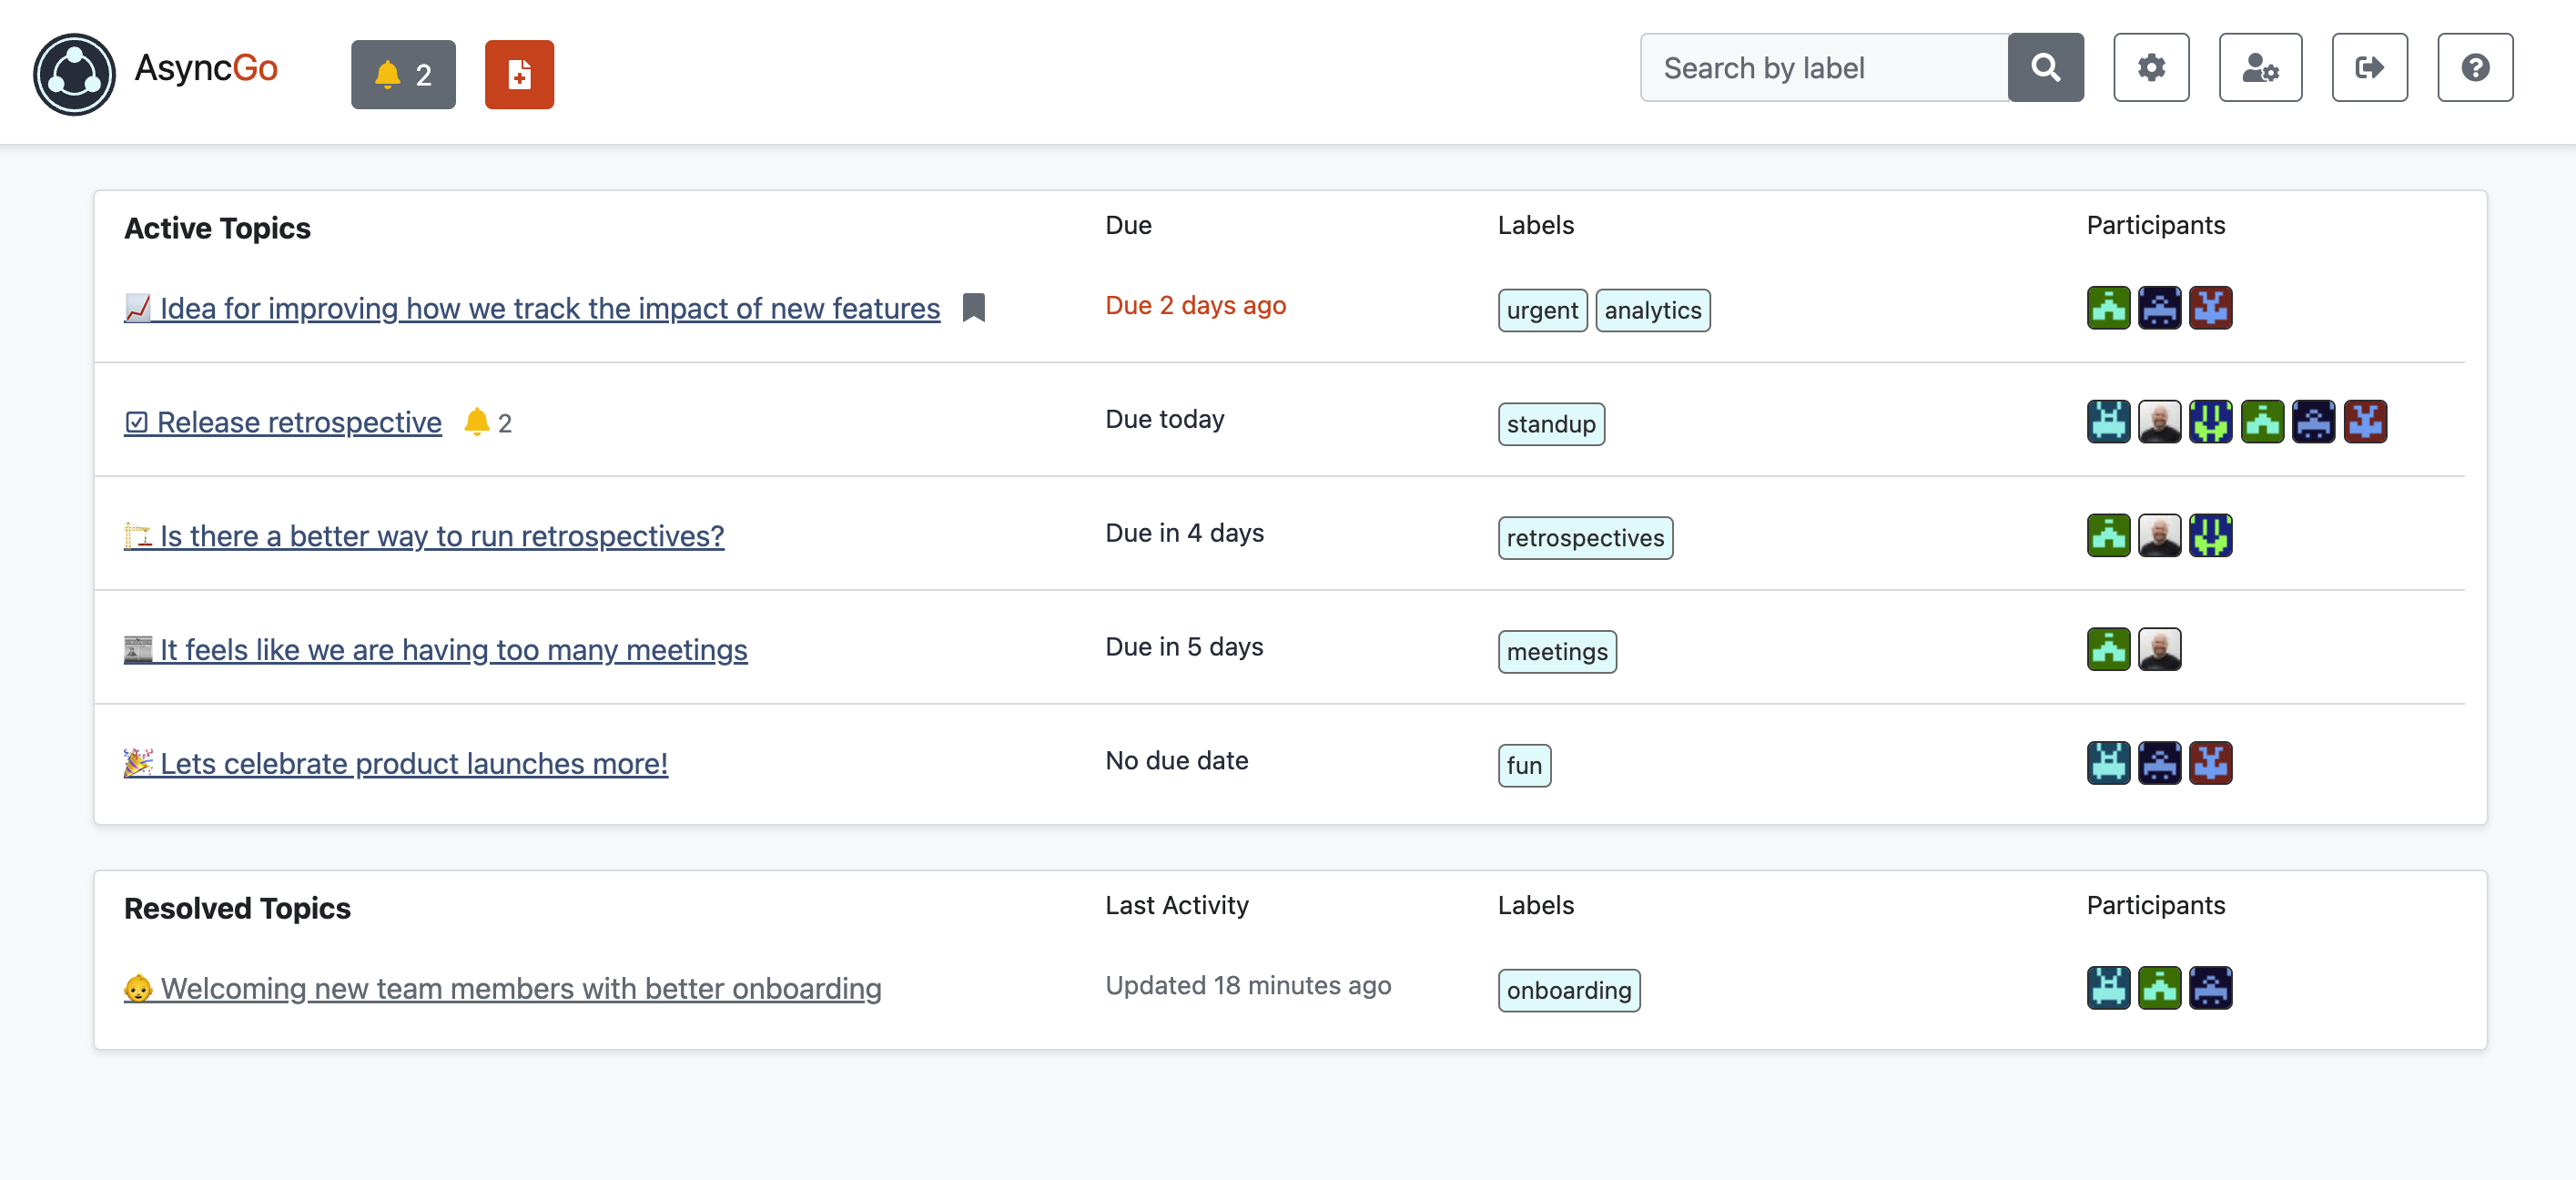 AsyncGo
2
Search by label
Active Topics
Due
Labels
Participants
Idea for improving how we track the impact of new features
Due 2 days ago
urgent
analytics
Release retrospective
2
Due today
standup
Is there a better way to run retrospectives?
Due in 4 days
retrospectives
It feels like we are having too many meetings
Due in 5 days
meetings
Lets celebrate product launches more!
No due date
fun
Resolved Topics
Last Activity
Labels
Participants
Welcoming new team members with better onboarding
Updated 18 minutes ago
onboarding